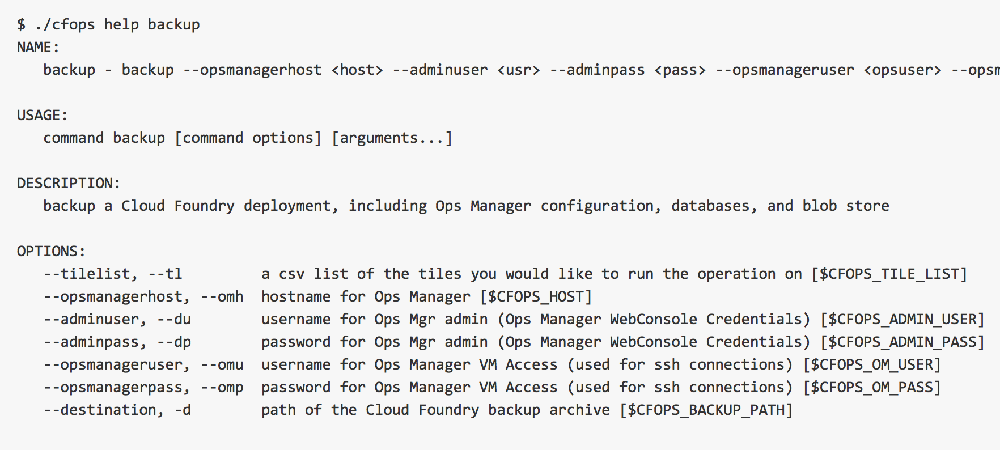 $ ./cfops help backup
NAME:
   backup - backup --opsmanagerhost <host> --adminuser <usr> --adminpass <pass> --opsmanageruser <opsuser> --opsm

USAGE:
   command backup [command options] [arguments...]

DESCRIPTION:
   backup a Cloud Foundry deployment, including Ops Manager configuration, databases, and blob store

OPTIONS:
   --tilelist, --tl         a csv list of the tiles you would like to run the operation on [$CFOPS_TILE_LIST]
   --opsmanagerhost, --omh  hostname for Ops Manager [$CFOPS_HOST]
   --adminuser, --du        username for Ops Mgr admin (Ops Manager WebConsole Credentials) [$CFOPS_ADMIN_USER]
   --adminpass, --dp        password for Ops Mgr admin (Ops Manager WebConsole Credentials) [$CFOPS_ADMIN_PASS]
   --opsmanageruser, --omu  username for Ops Manager VM Access (used for ssh connections) [$CFOPS_OM_USER]
   --opsmanagerpass, --omp  password for Ops Manager VM Access (used for ssh connections) [$CFOPS_OM_PASS]
   --destination, -d        path of the Cloud Foundry backup archive [$CFOPS_BACKUP_PATH]